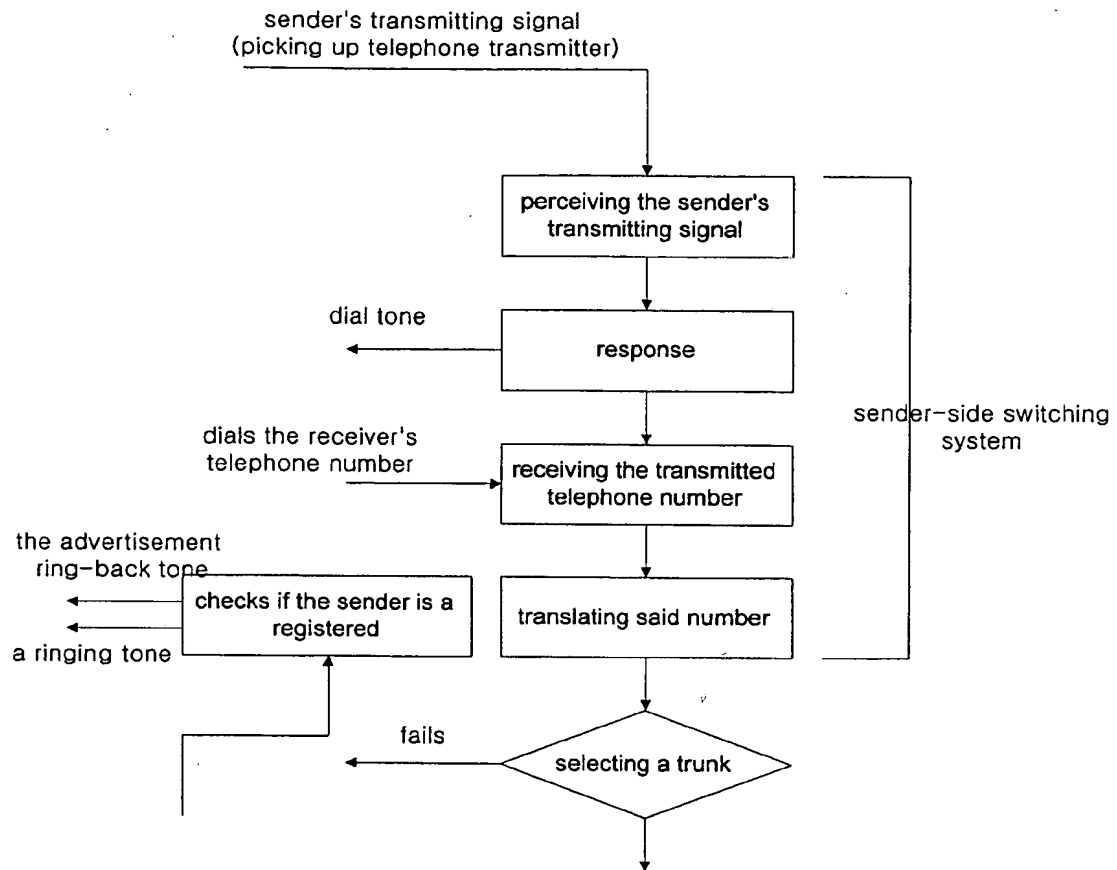 sender's transmitting signal
(picking up telephone transmitter)
perceiving the sender's
transmitting signal
dial tone
response
sender-side switching
system
dials the receiver's
telephone number
receiving the transmitted
telephone number
the advertisement
ring-back tone
checks if the sender is a
registered
a ringing tone
translating said number
fails
selecting a trunk